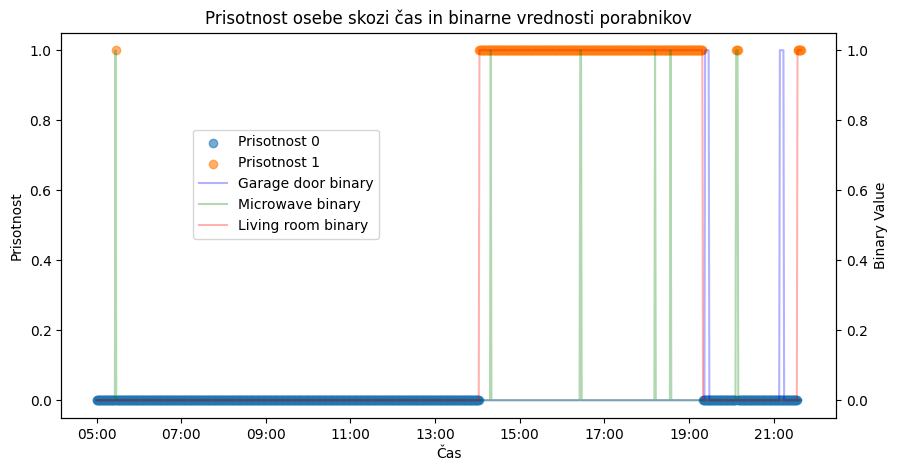 Prisotnost osebe skozi čas in binarne vrednosti porabnikov
1.0
0.8
0.6
0.4
0.2
0.0
Prisotnost
Prisotnost 0
Prisotnost 1
Garage door binary
Microwave binary
Living room binary
1.0
0.8
0.6
0.4
0.2
0.0
Binary Value
05:00 07:00 09:00 11:00 13:00 15:00 17:00 19:00 21:00
Čas